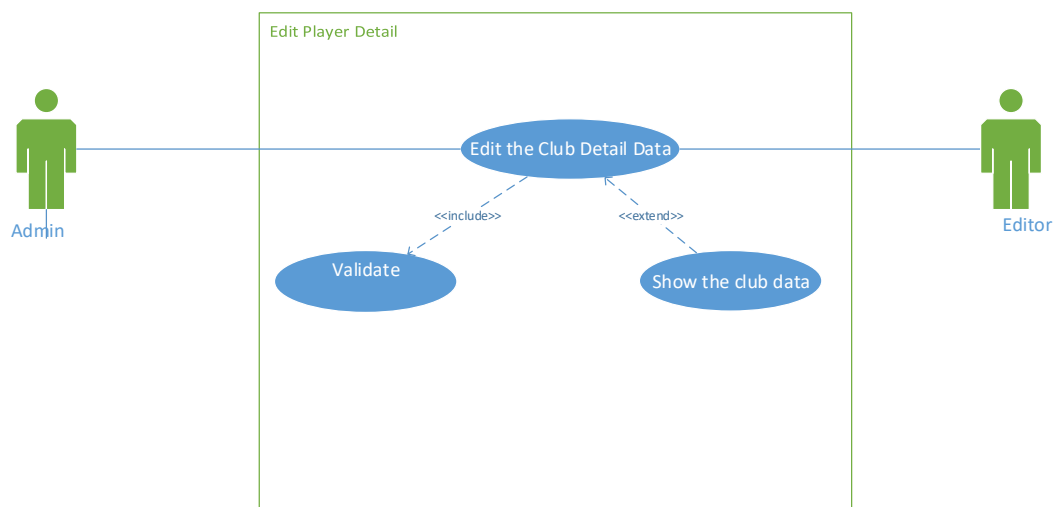 Edit Player Detail
Edit the Club Detail Data
<<include>>
<<extend>>
Admin
Editor
Validate
Show the club data